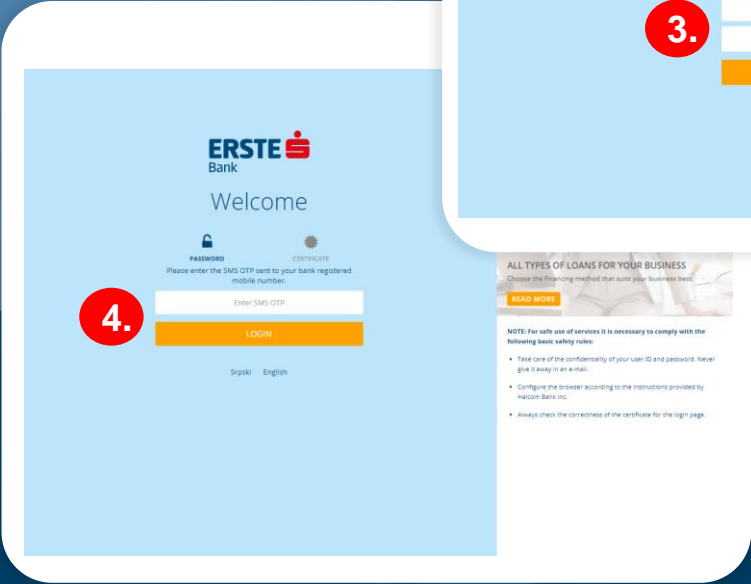 3.
ERSTE
Bank
Welcome
PASSWORD
CERTIFICATE
Please enter the SMS OTP sent to your bank registered
mobile number.
4.
Enter SMS OTP
LOGIN
Srpski English
ALL TYPES OF LOANS FOR YOUR BUSINESS
Choose the financing method that suits your business best.
READ MORE
NOTE: For safe use of services it is necessary to comply with the
following basic safety rules:
Take care of the confidentiality of your user ID and password. Never
give it away in an e-mail.
Configure the browser according to the instructions provided by
Halcom Bank inc.
Always check the correctness of the certificate for the login page.